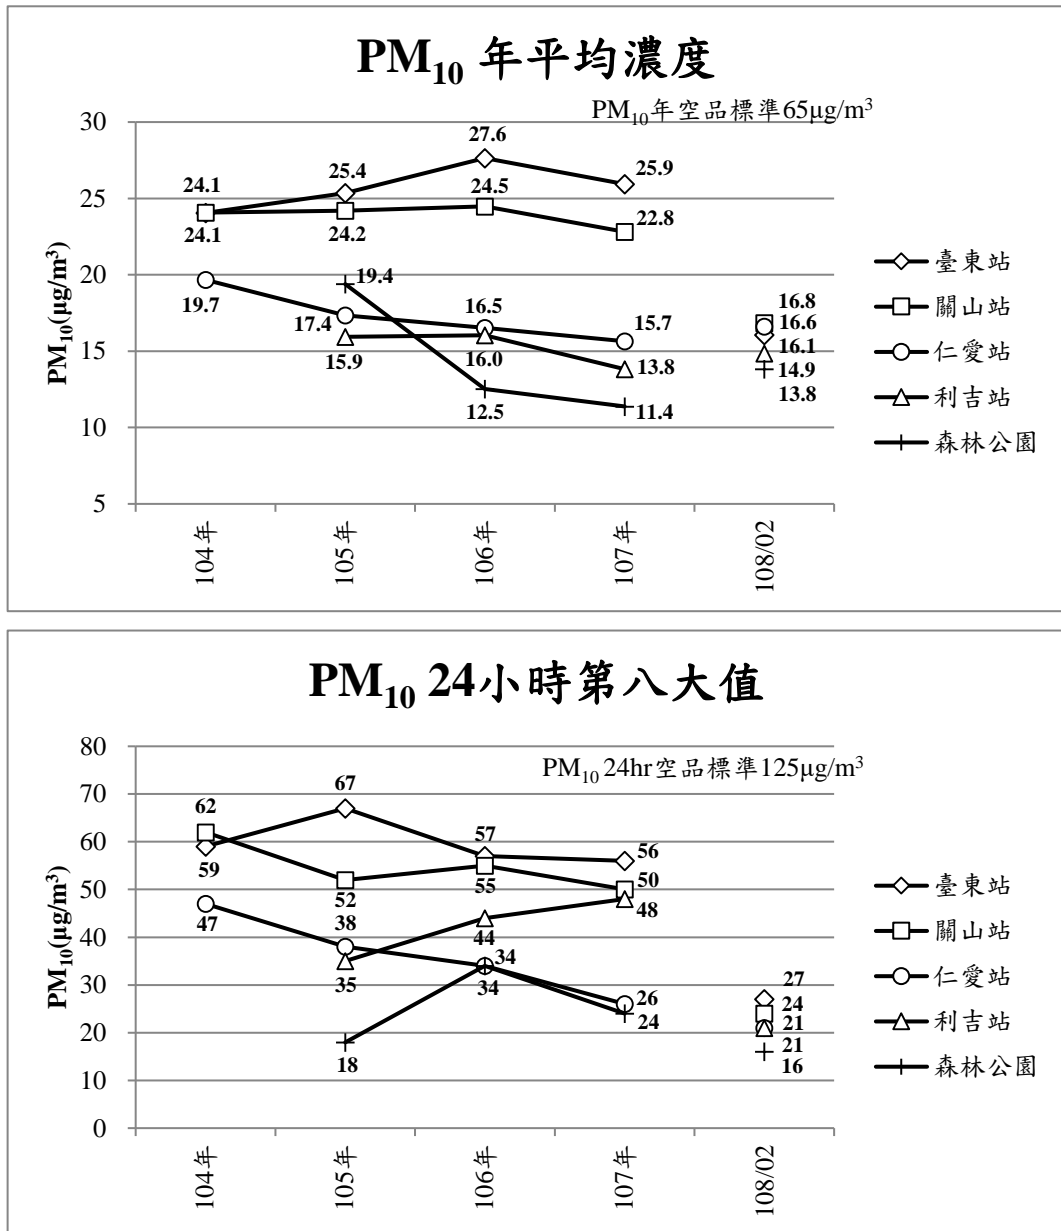 PM10 年平均濃度
PM10年空品標準65μg/m3
PM10(μg/m3)
30
25
20
15
10
5
24.1
25.4
27.6
25.9
24.1
24.2
24.5
22.8
19.7
17.4
16.5
15.7
19.4
15.9
16.0
13.8
12.5
11.4
16.8
16.6
16.1
14.9
13.8
104年
105年
106年
107年
108/02
臺東站
關山站
仁愛站
利吉站
森林公園
PM10 24小時第八大值
PM10 24hr空品標準125μg/m3
PM10(μg/m3)
80
70
60
50
40
30
20
10
0
62
67
57
56
59
52
55
50
47
38
44
48
35
34
34
26
18
24
27
24
21
21
16
104年
105年
106年
107年
108/02
臺東站
關山站
仁愛站
利吉站
森林公園